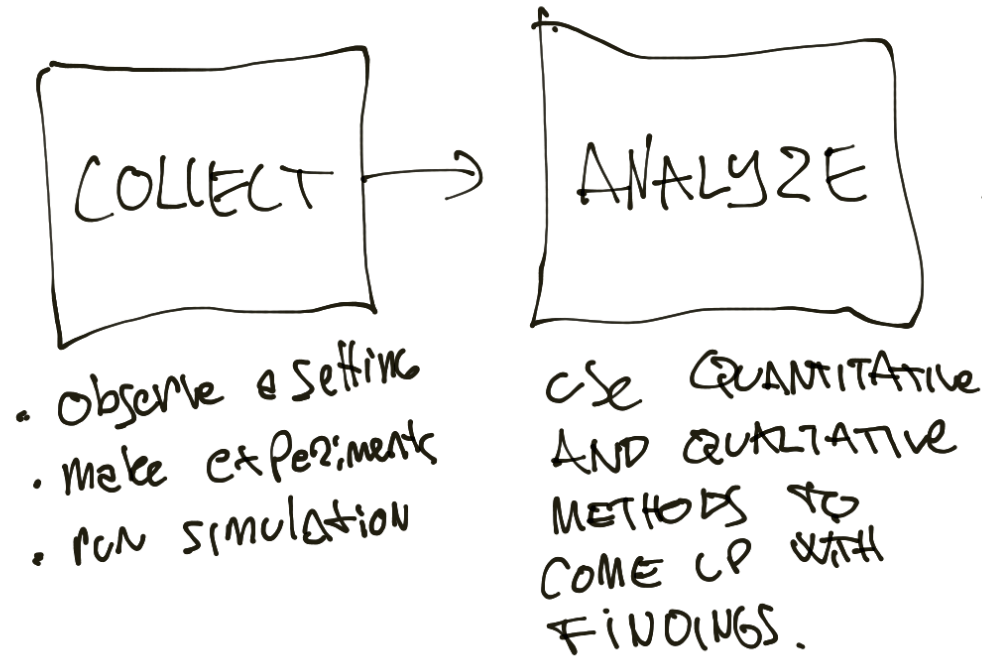 COLLECT
ANALYZE
• observe a setting
• make experiments
• run simulation
USE QUANTITATIVE
AND QUALITATIVE
METHODS TO
COME UP WITH
FINDINGS.